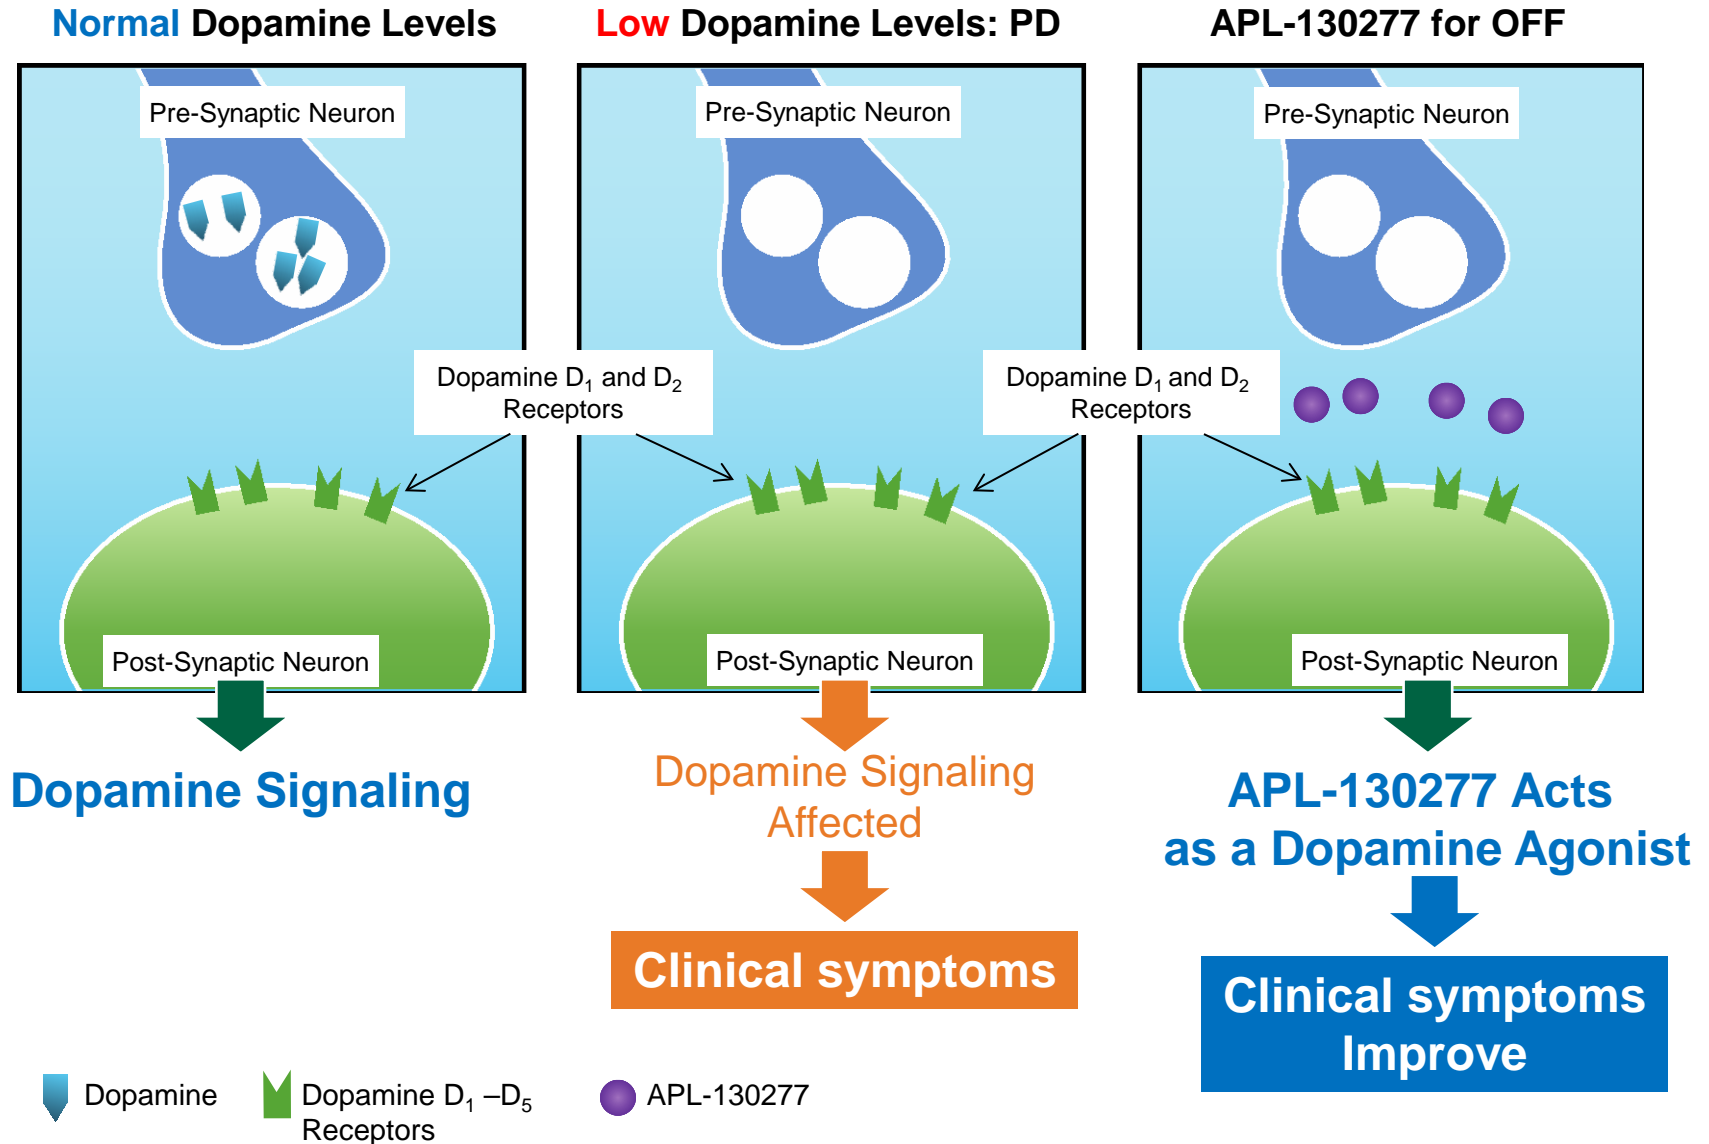 Normal Dopamine Levels
Low Dopamine Levels: PD
APL-130277 for OFF
Pre-Synaptic Neuron
Pre-Synaptic Neuron
Pre-Synaptic Neuron
Dopamine D₁ and D₂
Receptors
Dopamine D₁ and D₂
Receptors
Post-Synaptic Neuron
Post-Synaptic Neuron
Post-Synaptic Neuron
Dopamine Signaling
Dopamine Signaling
Affected
Clinical symptoms
APL-130277 Acts
as a Dopamine Agonist
Clinical symptoms
Improve
Dopamine
Dopamine D₁ –D₅
Receptors
APL-130277